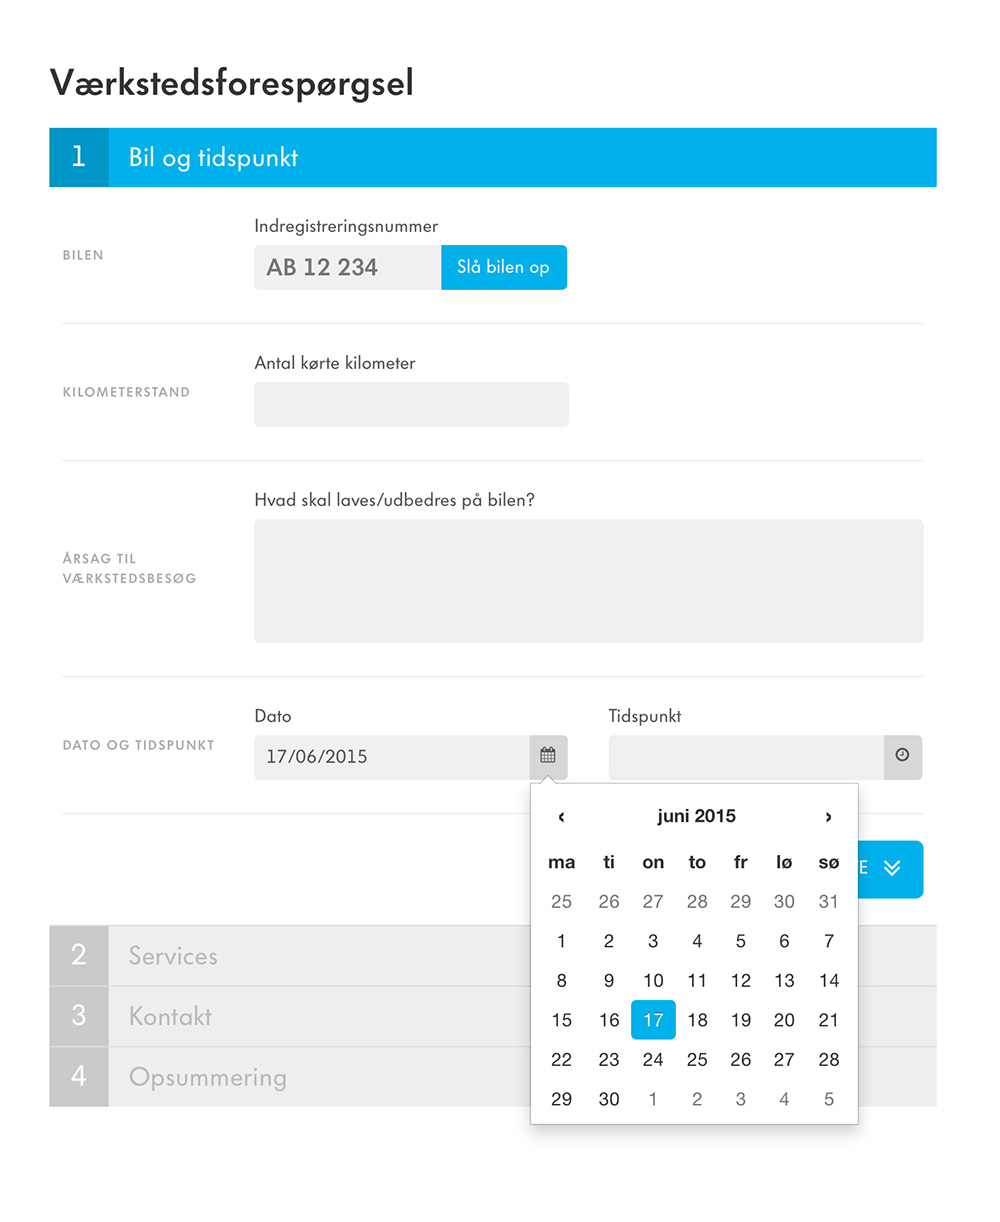 Værkstedsforespørgsel
1 Bil og tidspunkt
Indregistreringsnummer
BILEN
AB 12 234 Slå bilen op
Antal kørte kilometer
KILOMETERSTAND
Hvad skal laves/udbedres på bilen?
ÅRSAG TIL
VÆRKSTEDSBESØG
Dato Tidspunkt
DATO OG TIDSPUNKT
17/06/2015
‹ juni 2015 ›
ma ti on to fr lø sø
25 26 27 28 29 30 31
1 2 3 4 5 6 7
8 9 10 11 12 13 14
15 16 17 18 19 20 21
22 23 24 25 26 27 28
29 30 1 2 3 4 5
2 Services
3 Kontakt
4 Opsummering